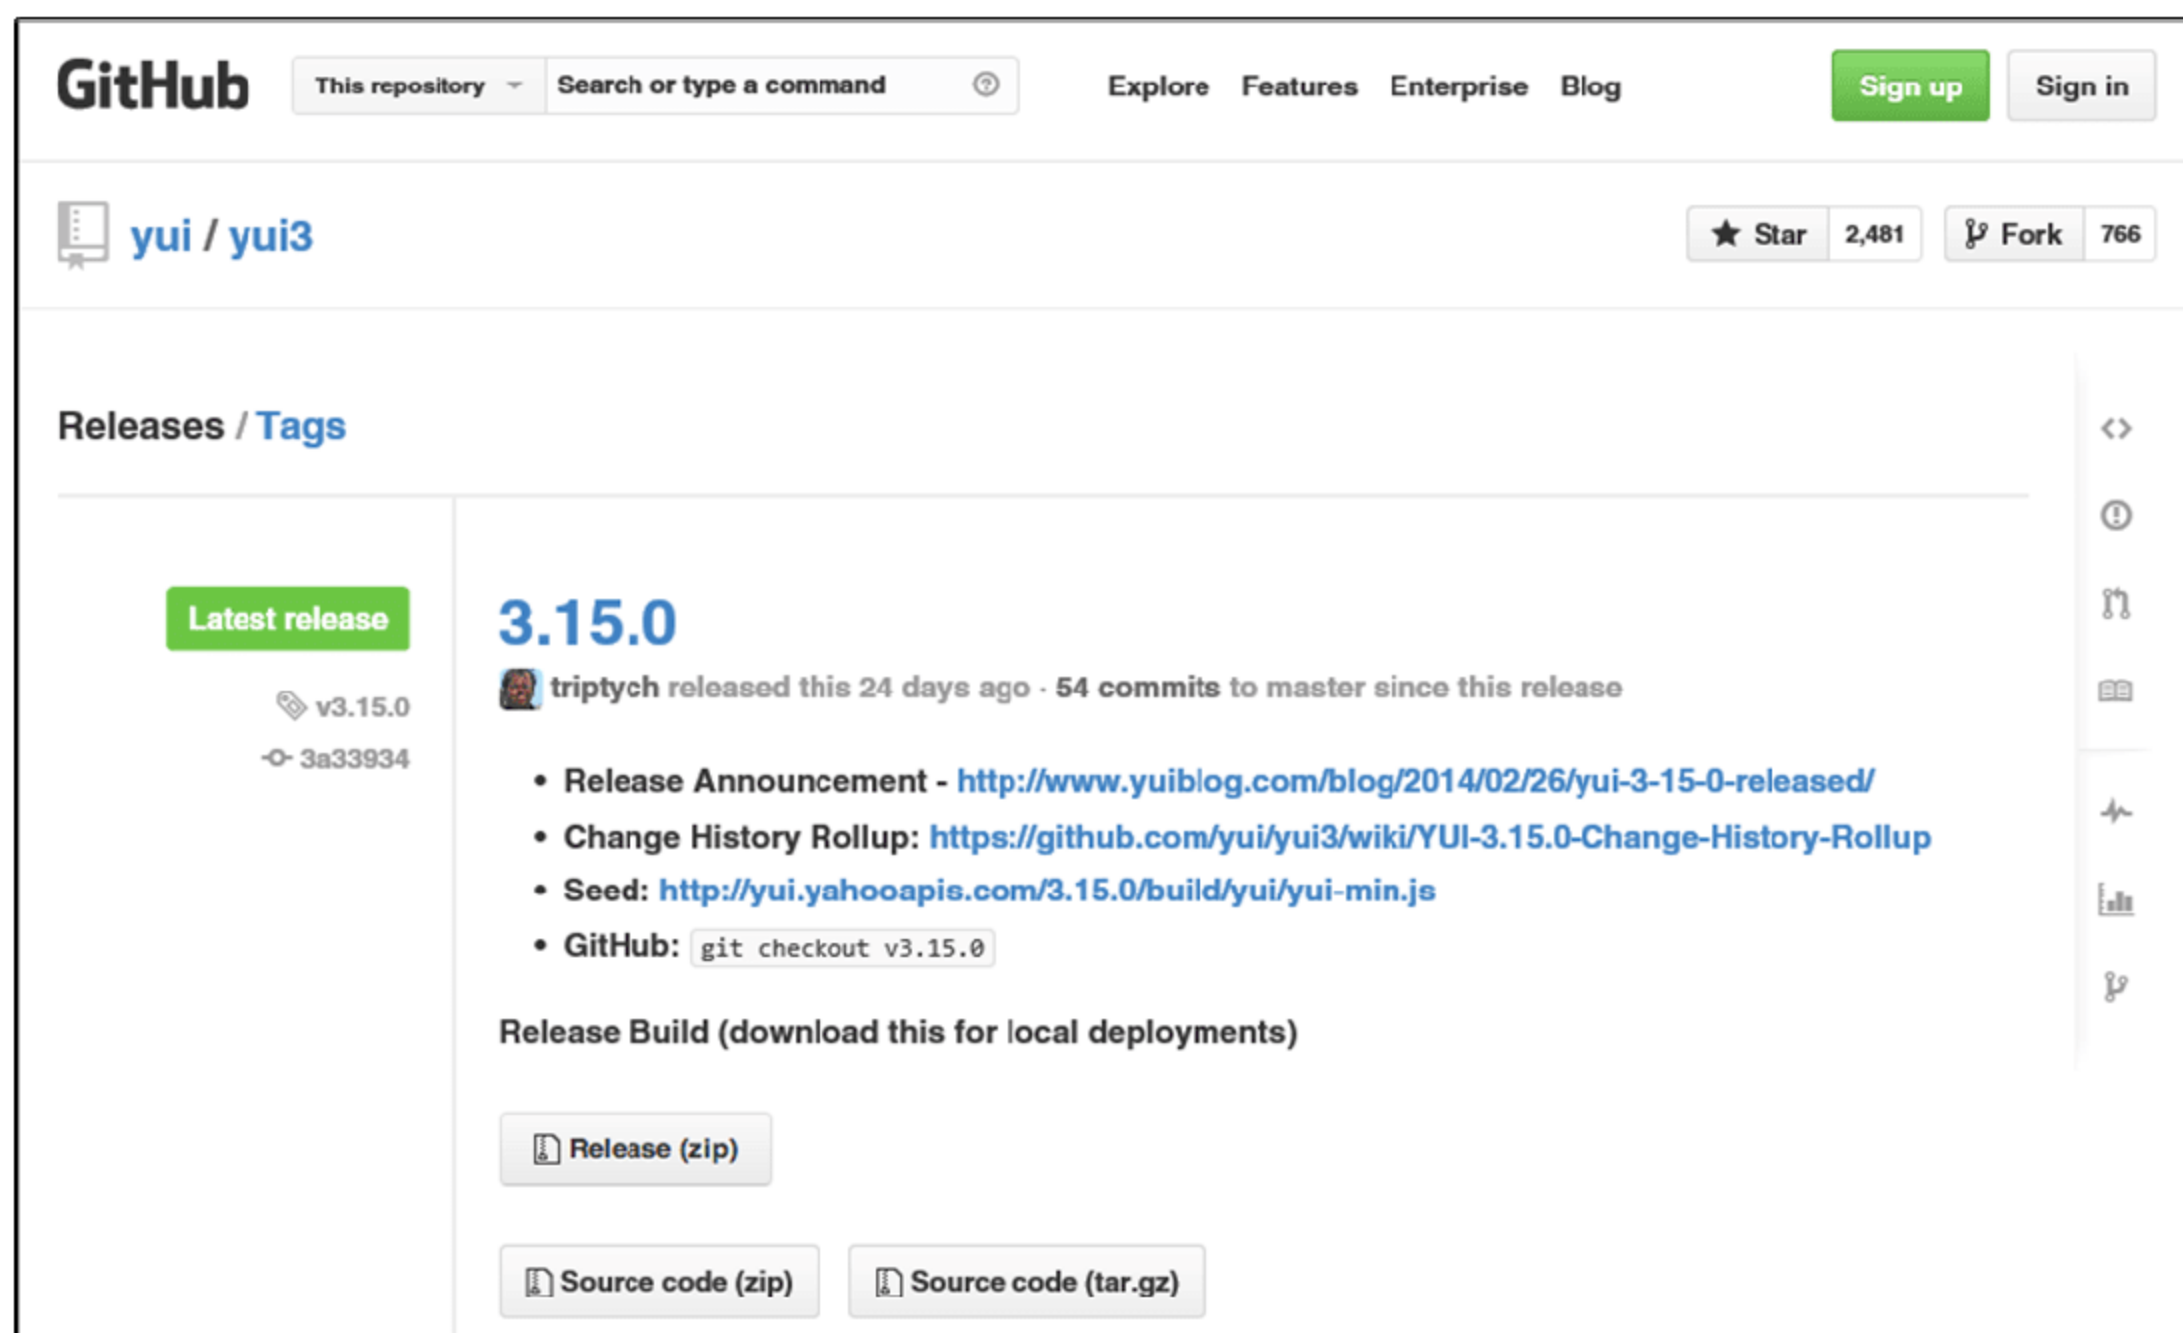 GitHub This repository Search or type a command Explore Features Enterprise Blog Sign up Sign in
yui / yui3 Star 2,481 Fork 766
Releases / Tags
Latest release
v3.15.0
3a33934
3.15.0
triptych released this 24 days ago · 54 commits to master since this release
• Release Announcement - http://www.yuiblog.com/blog/2014/02/26/yui-3-15-0-released/
• Change History Rollup: https://github.com/yui/yui3/wiki/YUI-3.15.0-Change-History-Rollup
• Seed: http://yui.yahooapis.com/3.15.0/build/yui/yui-min.js
• GitHub: git checkout v3.15.0
Release Build (download this for local deployments)
Release (zip)
Source code (zip) Source code (tar.gz)